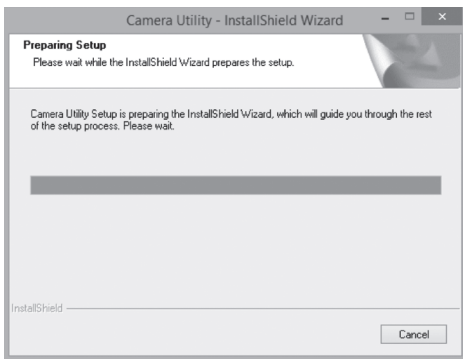 Camera Utility - InstallShield Wizard
Preparing Setup
Please wait while the InstallShield Wizard prepares the setup.
Camera Utility Setup is preparing the InstallShield Wizard, which will guide you through the rest
of the setup process. Please wait.
InstallShield
Cancel